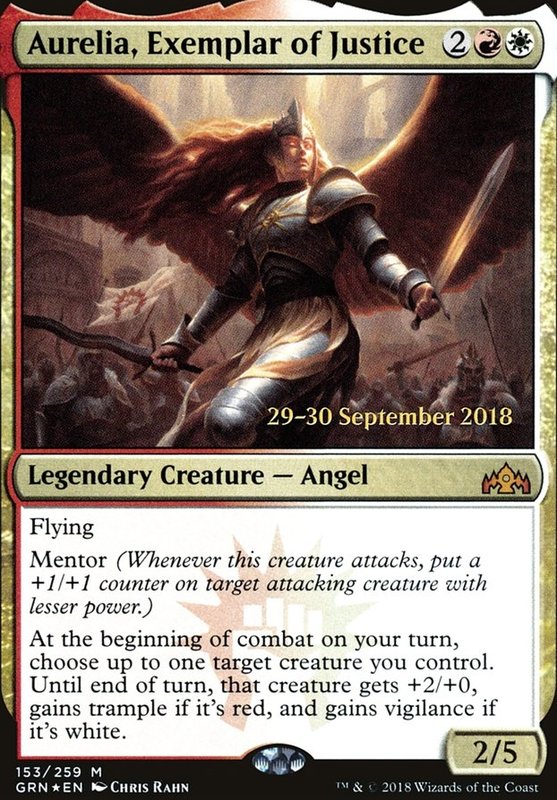 Aurelia, Exemplar of Justice 2
29–30 September 2018
Legendary Creature — Angel
Flying
Mentor (Whenever this creature attacks, put a
+1/+1 counter on target attacking creature with
lesser power.)
At the beginning of combat on your turn,
choose up to one target creature you control.
Until end of turn, that creature gets +2/+0,
gains trample if it's red, and gains vigilance if
it's white.
2/5
153/259 M
GRN★EN Chris Rahn
™ & © 2018 Wizards of the Coast